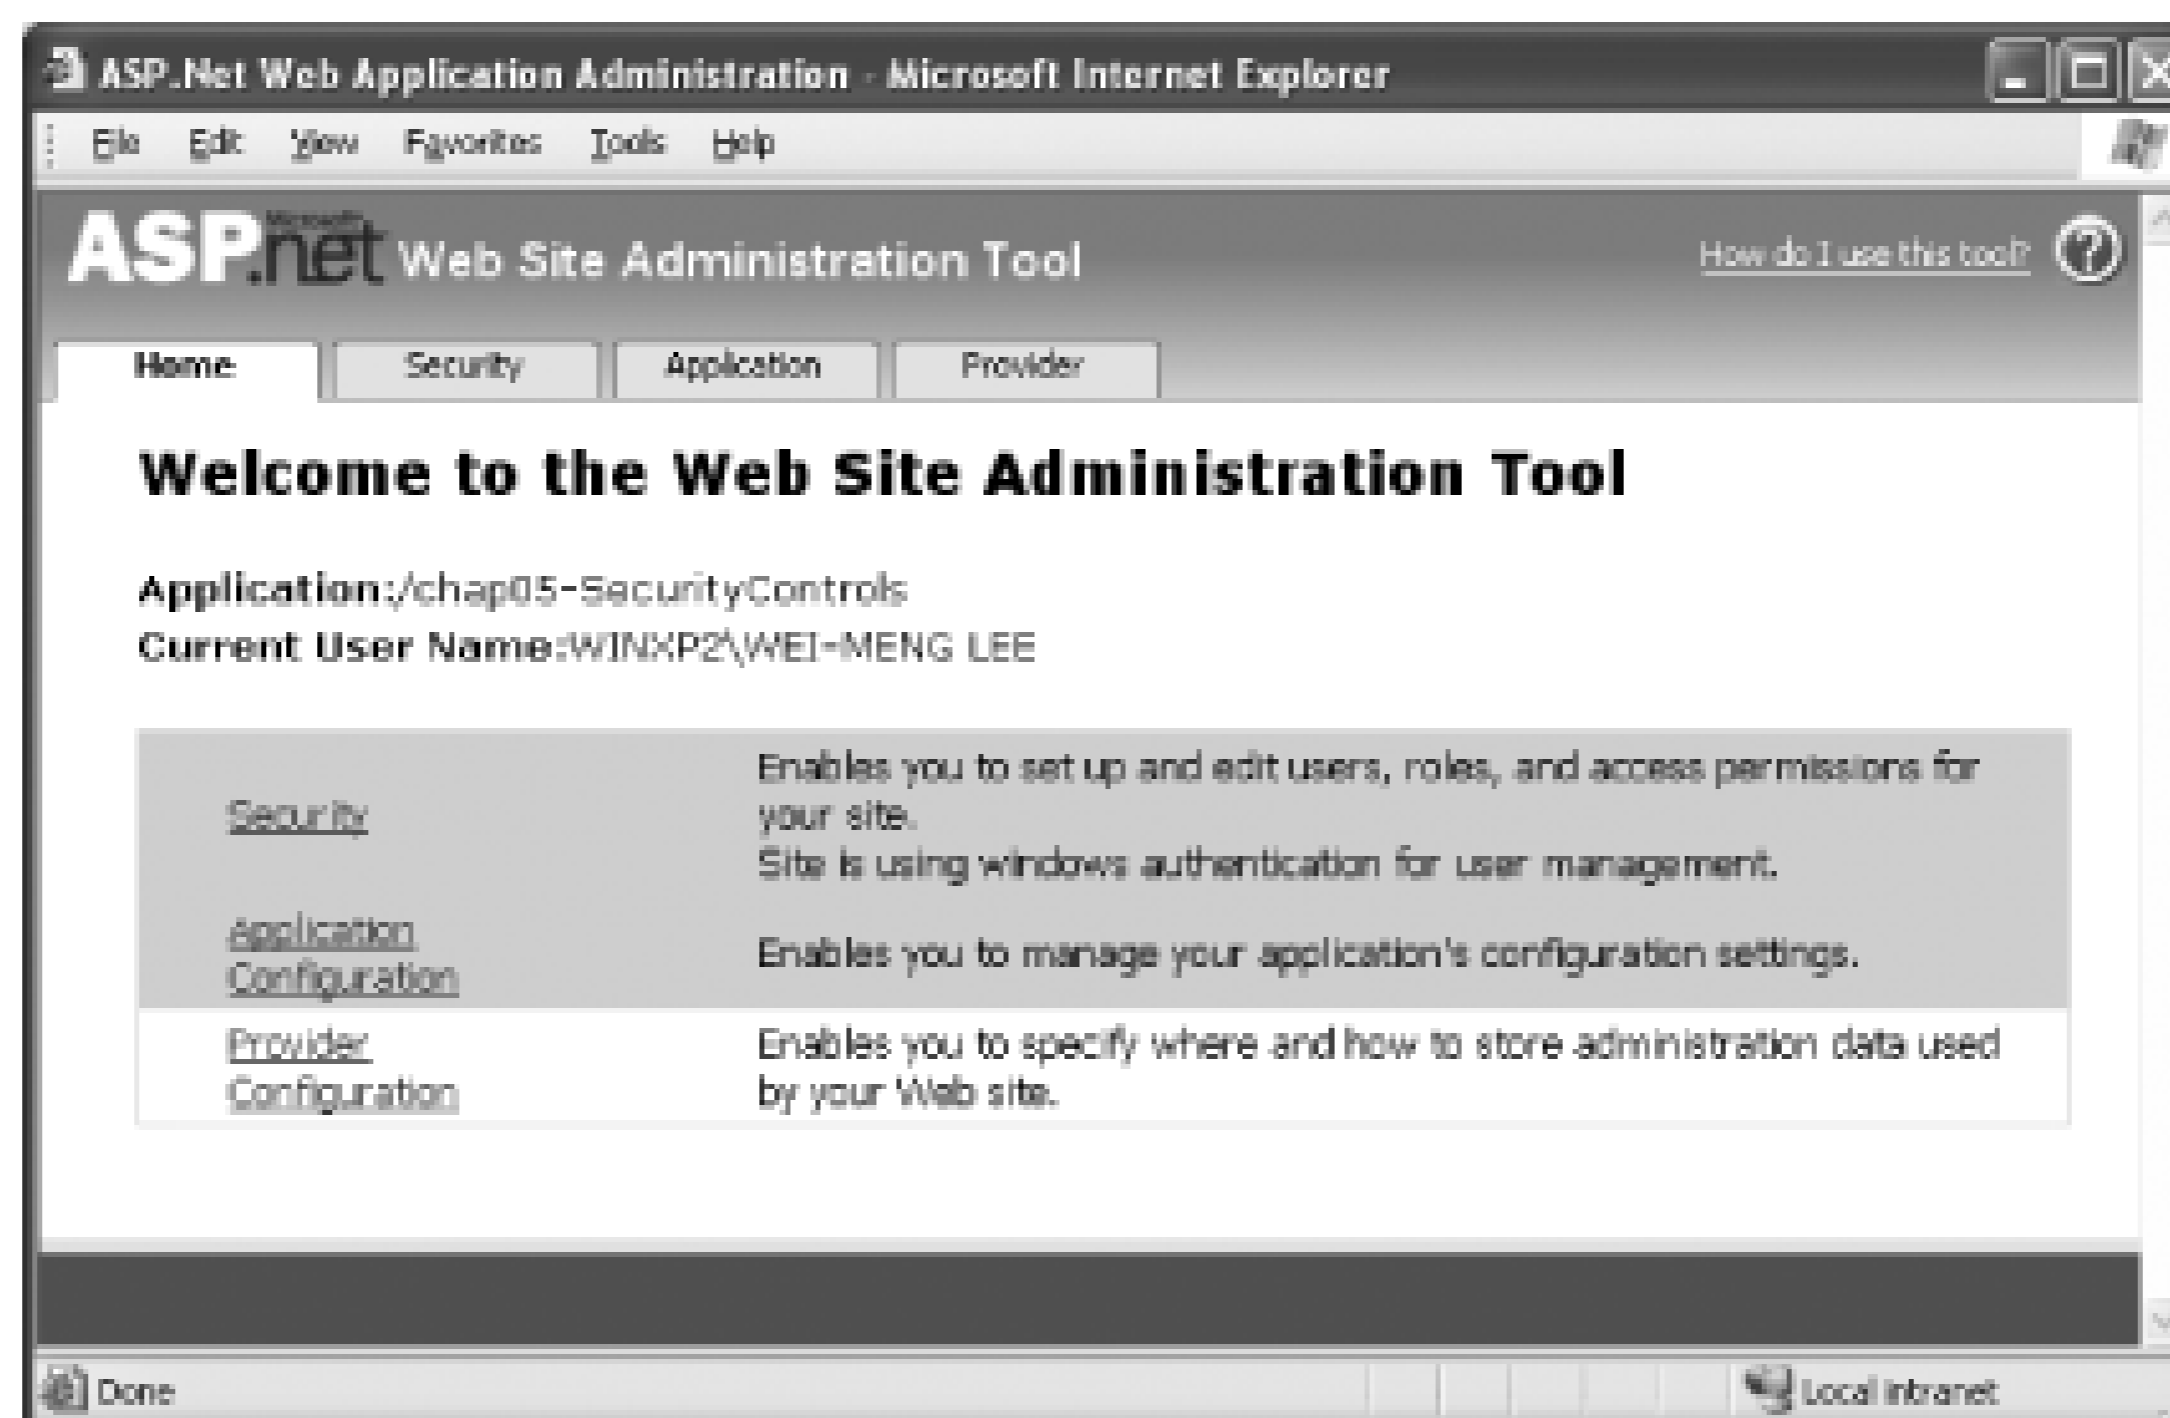 ASP.Net Web Application Administration - Microsoft Internet Explorer
File Edit View Favorites Tools Help
Microsoft
ASP.net Web Site Administration Tool
How do I use this tool? ?
Home Security Application Provider
Welcome to the Web Site Administration Tool
Application:/chap05-SecurityControls
Current User Name:WINXP2\WEI-MENG LEE
Security
Enables you to set up and edit users, roles, and access permissions for
your site.
Site is using windows authentication for user management.
Application
Configuration
Enables you to manage your application's configuration settings.
Provider
Configuration
Enables you to specify where and how to store administration data used
by your Web site.
Done
Local intranet